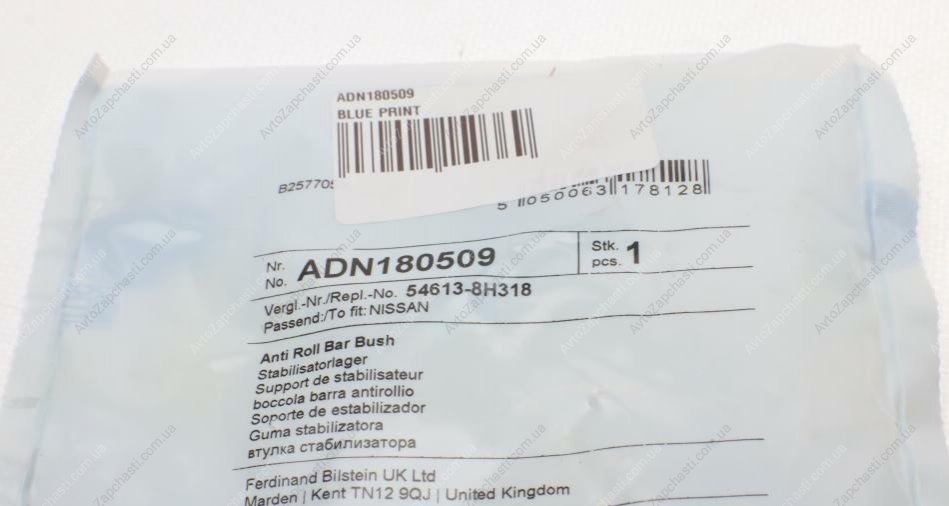 ADN180509
BLUE PRINT
5 050063 178128
Nr.
No. ADN180509
Stk.
pcs. 1
Vergl.-Nr./Repl.-No. 54613-8H318
Passend:/To fit: NISSAN
Anti Roll Bar Bush
Stabilisatorlager
Support de stabilisateur
boccola barra antirollio
Soporte de estabilizador
Guma stabilizatora
втулка стабилизатора
Ferdinand Bilstein UK Ltd
Marden | Kent TN12 9QJ | United Kingdom
AvtoZapchasti.com.ua